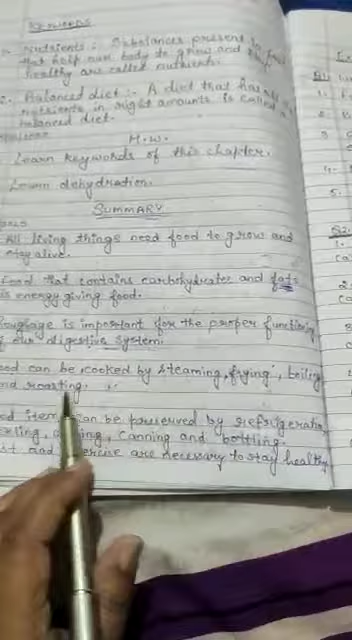 KEYWORDS
Nutrients: Substances present in food
that help our body to grow and stay
healthy are called nutrients.
2. Balanced diet :- A diet that has all
nutrients in right amounts is called a
balanced diet.
H.W.
Learn keywords of this chapter.
Learn dehydration.
SUMMARY
All living things need food to grow and
stay alive.
Food that contains carbohydrates and fats
is energy giving food.
Roughage is important for the proper functioning
of our digestive system.
Food can be cooked by steaming, frying, boiling
and roasting.
Food items can be preserved by refrigeration,
canning and bottling.
and exercise are necessary to stay healthy